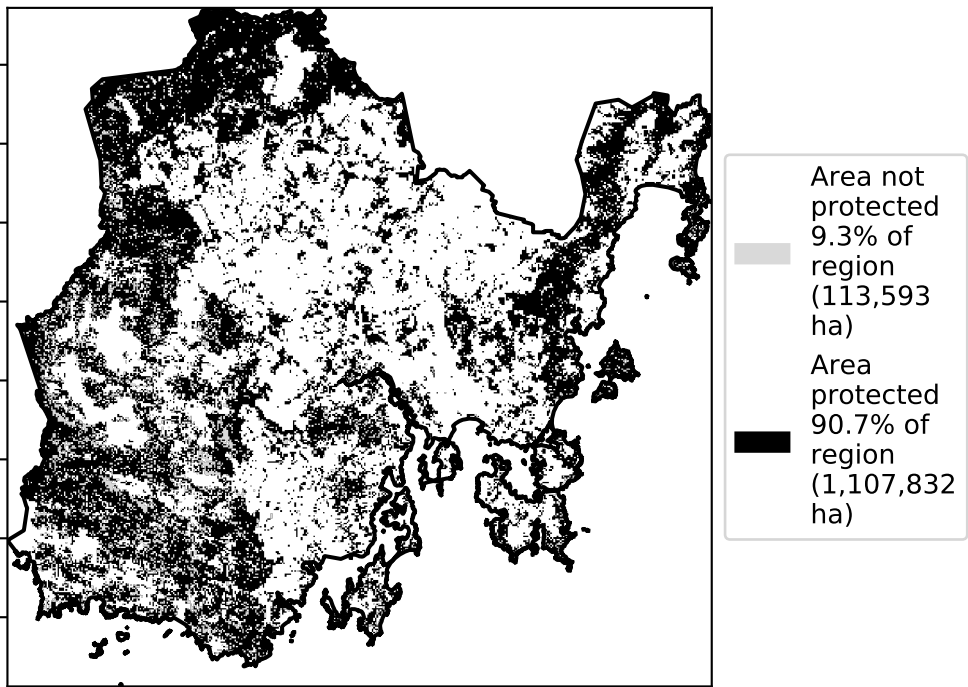 Area not
protected
9.3% of
region
(113,593
ha)
Area
protected
90.7% of
region
(1,107,832
ha)